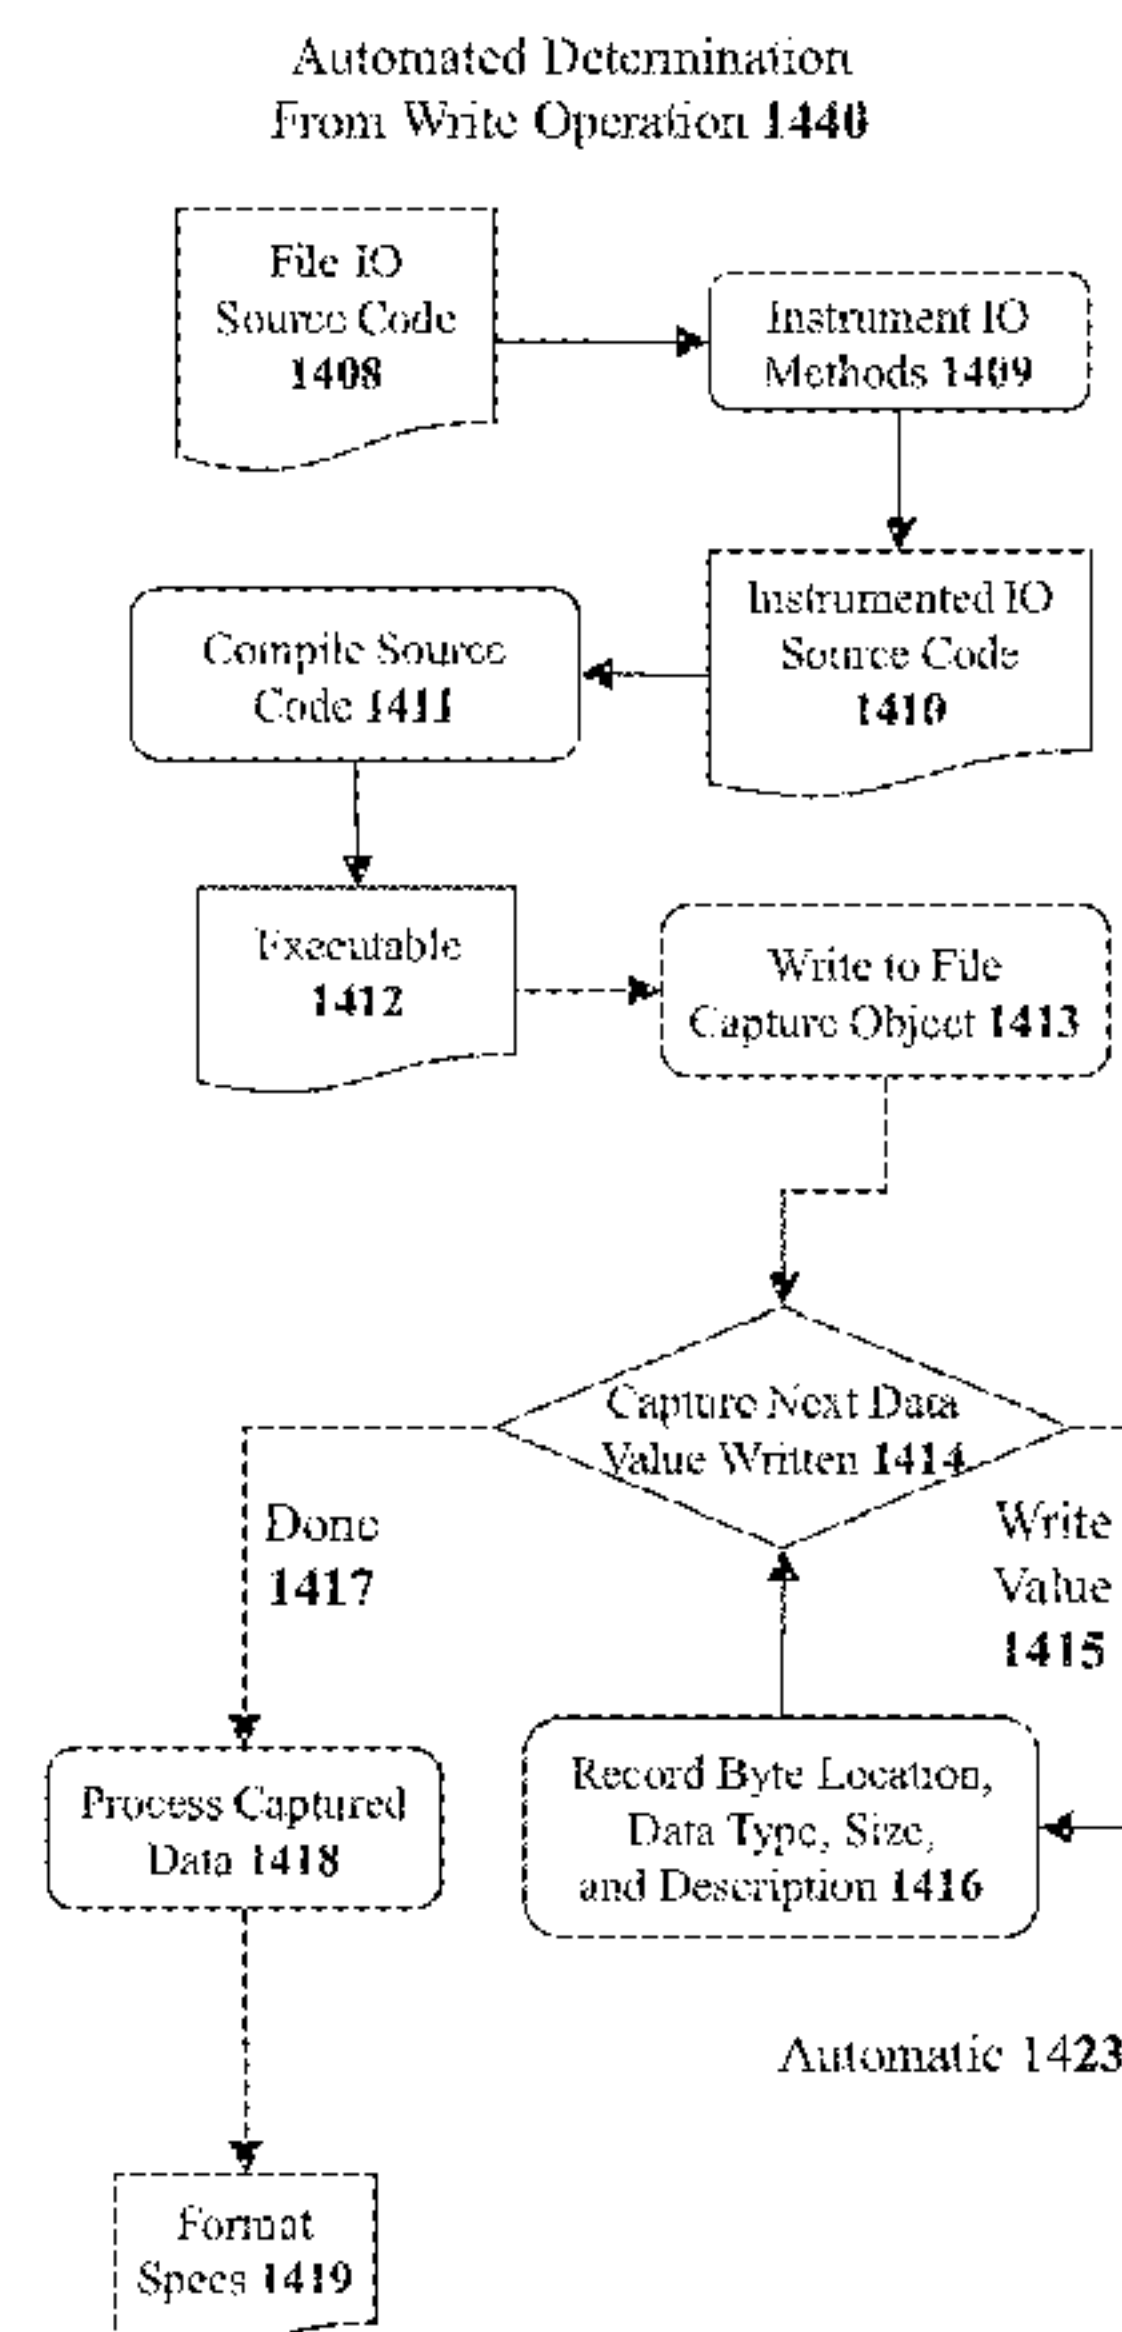 Automated Determination
From Write Operation 1440
File IO
Source Code
1408
Instrument IO
Methods 1409
Instrumented IO
Source Code
1410
Compile Source
Code 1411
Executable
1412
Write to File
Capture Object 1413
Capture Next Data
Value Written 1414
Done
1417
Write
Value
1415
Process Captured
Data 1418
Record Byte Location,
Data Type, Size,
and Description 1416
Automatic 1423
Format
Specs 1419